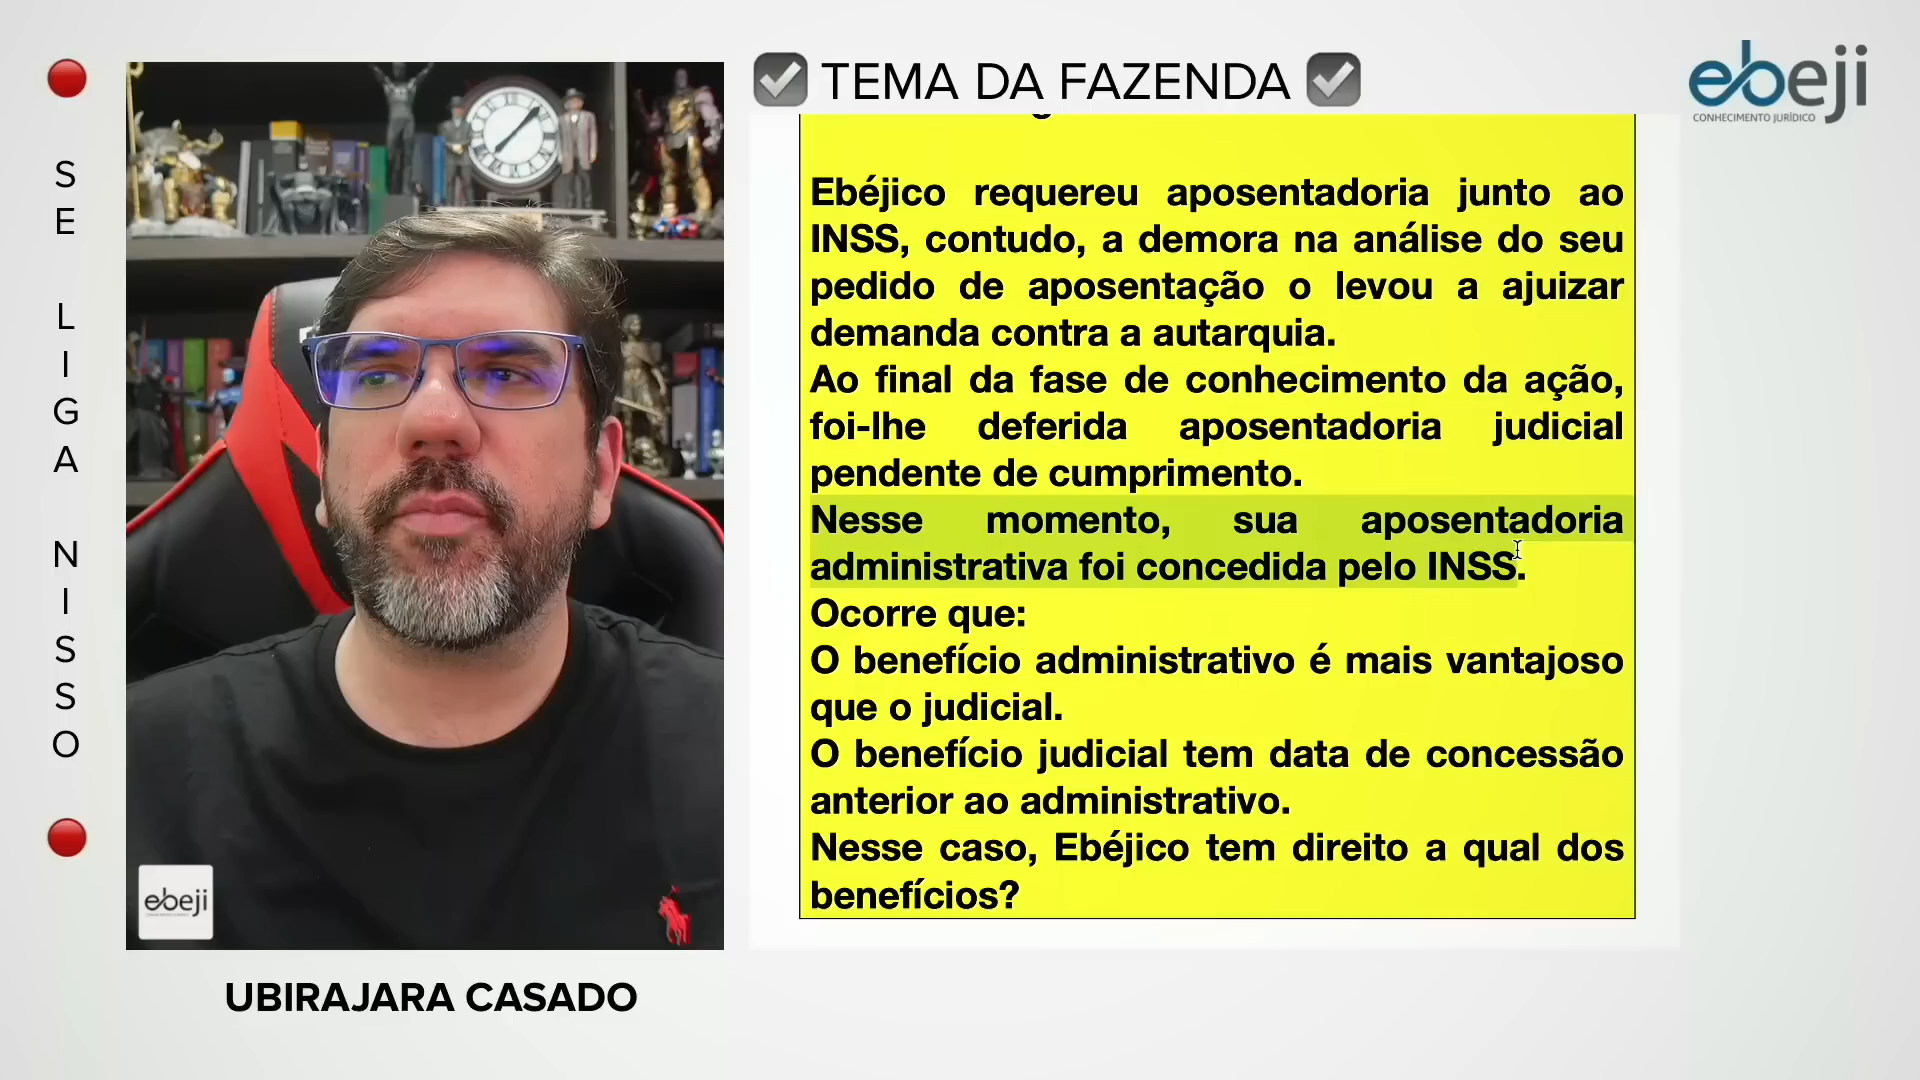 SE LIGA NISSO
TEMA DA FAZENDA
ebeji
CONHECIMENTO JURÍDICO
Ebéjico requereu aposentadoria junto ao
INSS, contudo, a demora na análise do seu
pedido de aposentação o levou a ajuizar
demanda contra a autarquia.
Ao final da fase de conhecimento da ação,
foi-lhe deferida aposentadoria judicial
pendente de cumprimento.
Nesse momento, sua aposentadoria
administrativa foi concedida pelo INSS.
Ocorre que:
O benefício administrativo é mais vantajoso
que o judicial.
O benefício judicial tem data de concessão
anterior ao administrativo.
Nesse caso, Ebéjico tem direito a qual dos
benefícios?
ebeji
UBIRAJARA CASADO